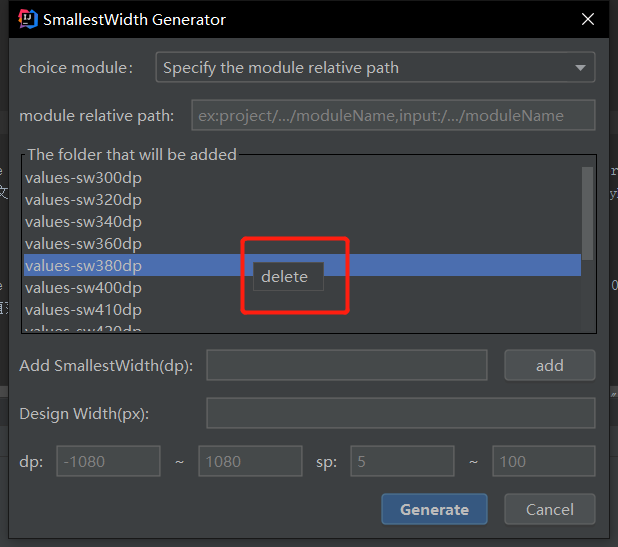 SmallestWidth Generator
choice module:
Specify the module relative path
module relative path:
ex:project/.../moduleName,input:/.../moduleName
The folder that will be added
values-sw300dp
values-sw320dp
values-sw340dp
values-sw360dp
values-sw380dp
delete
values-sw400dp
values-sw410dp
values-sw420dp
Add SmallestWidth(dp):
add
Design Width(px):
dp: -1080 ~ 1080 sp: 5 ~ 100
Generate Cancel